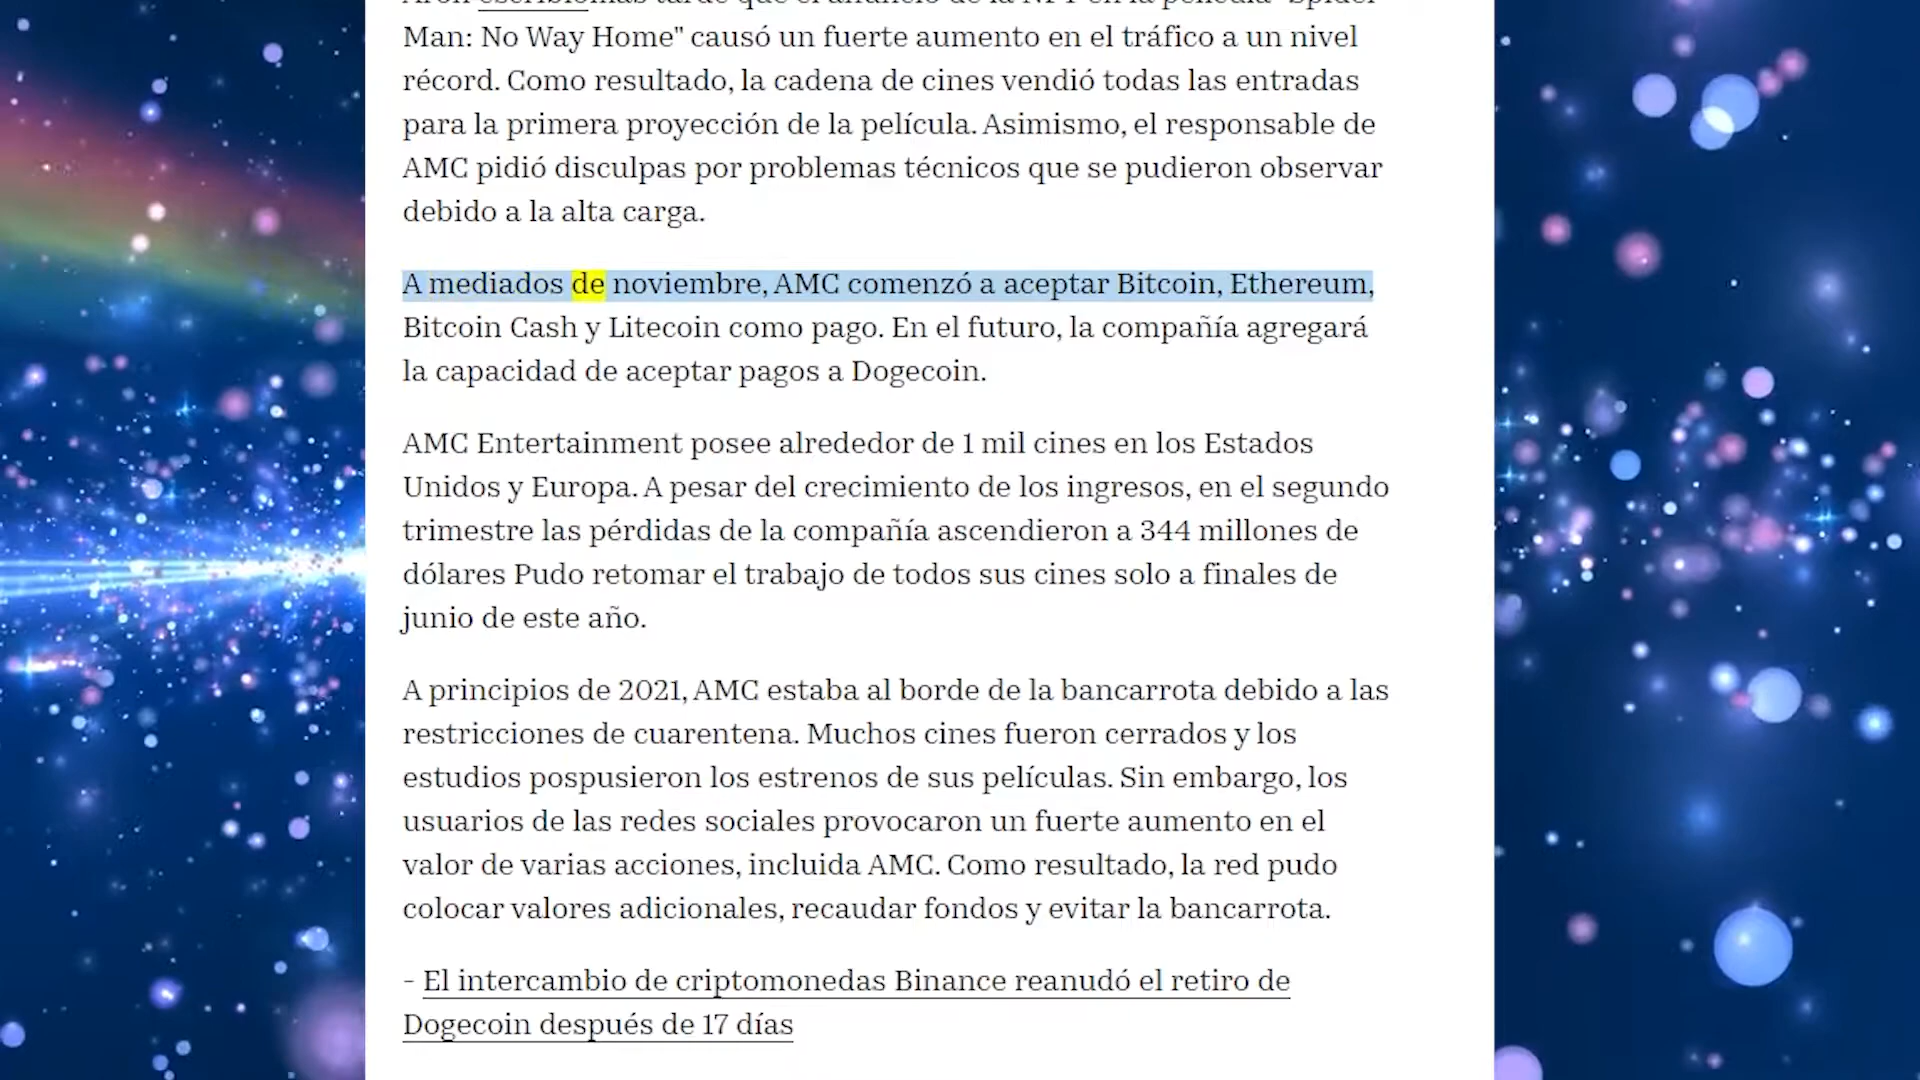 Man: No Way Home" causó un fuerte aumento en el tráfico a un nivel
récord. Como resultado, la cadena de cines vendió todas las entradas
para la primera proyección de la película. Asimismo, el responsable de
AMC pidió disculpas por problemas técnicos que se pudieron observar
debido a la alta carga.
A mediados de noviembre, AMC comenzó a aceptar Bitcoin, Ethereum,
Bitcoin Cash y Litecoin como pago. En el futuro, la compañía agregará
la capacidad de aceptar pagos a Dogecoin.
AMC Entertainment posee alrededor de 1 mil cines en los Estados
Unidos y Europa. A pesar del crecimiento de los ingresos, en el segundo
trimestre las pérdidas de la compañía ascendieron a 344 millones de
dólares Pudo retomar el trabajo de todos sus cines solo a finales de
junio de este año.
A principios de 2021, AMC estaba al borde de la bancarrota debido a las
restricciones de cuarentena. Muchos cines fueron cerrados y los
estudios pospusieron los estrenos de sus películas. Sin embargo, los
usuarios de las redes sociales provocaron un fuerte aumento en el
valor de varias acciones, incluida AMC. Como resultado, la red pudo
colocar valores adicionales, recaudar fondos y evitar la bancarrota.
- El intercambio de criptomonedas Binance reanudó el retiro de
Dogecoin después de 17 días